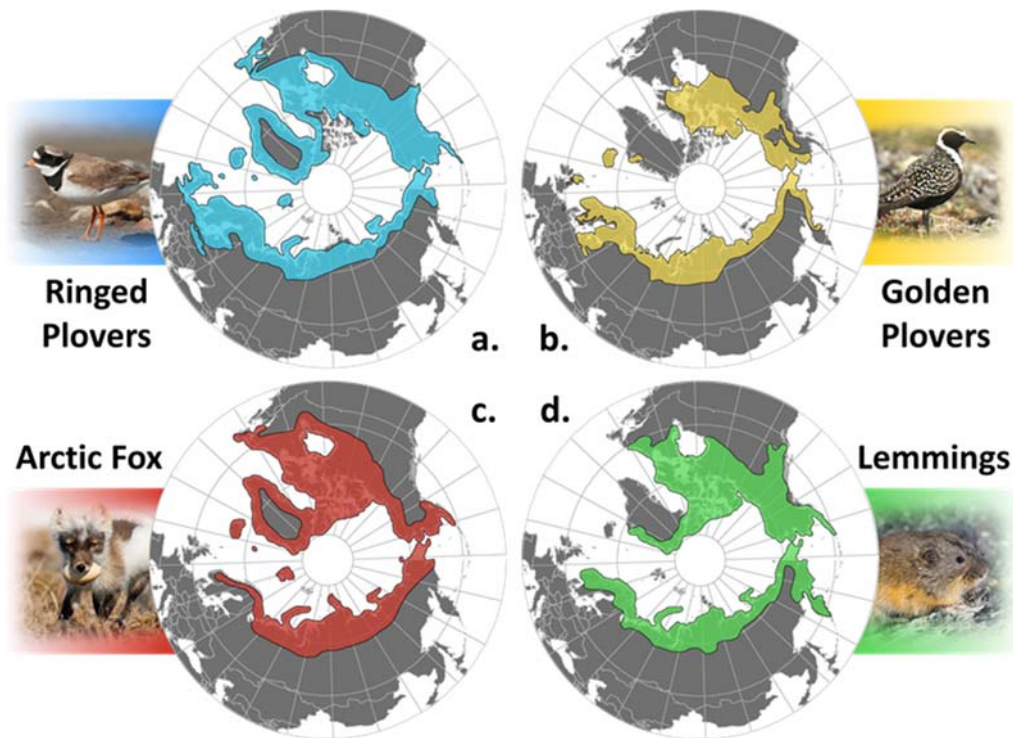 Ringed
Plovers
a.
b.
Golden
Plovers
Arctic Fox
c.
d.
Lemmings